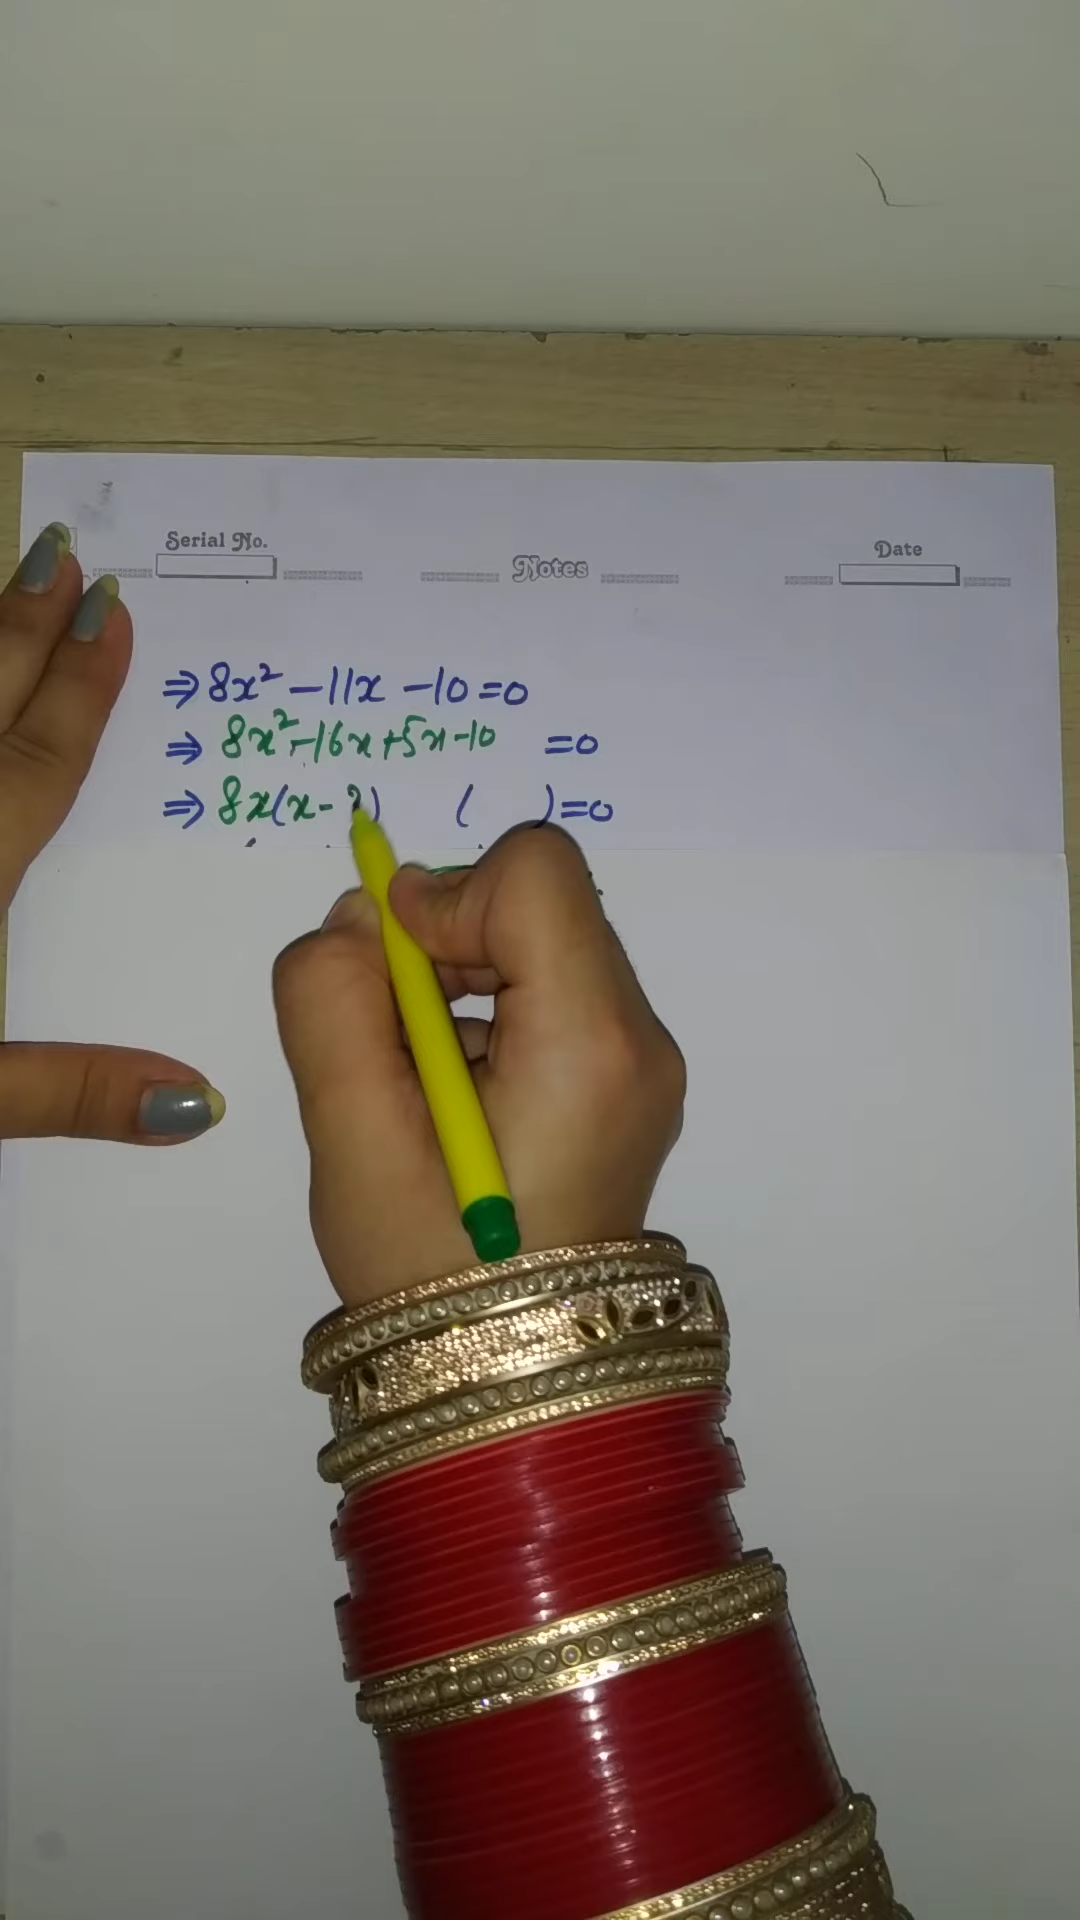 Serial No.
Notes
Date
⇒ 8x² - 11x - 10 = 0
⇒ 8x² - 16x + 5x - 10 = 0
⇒ 8x(x - 2) ( ) = 0